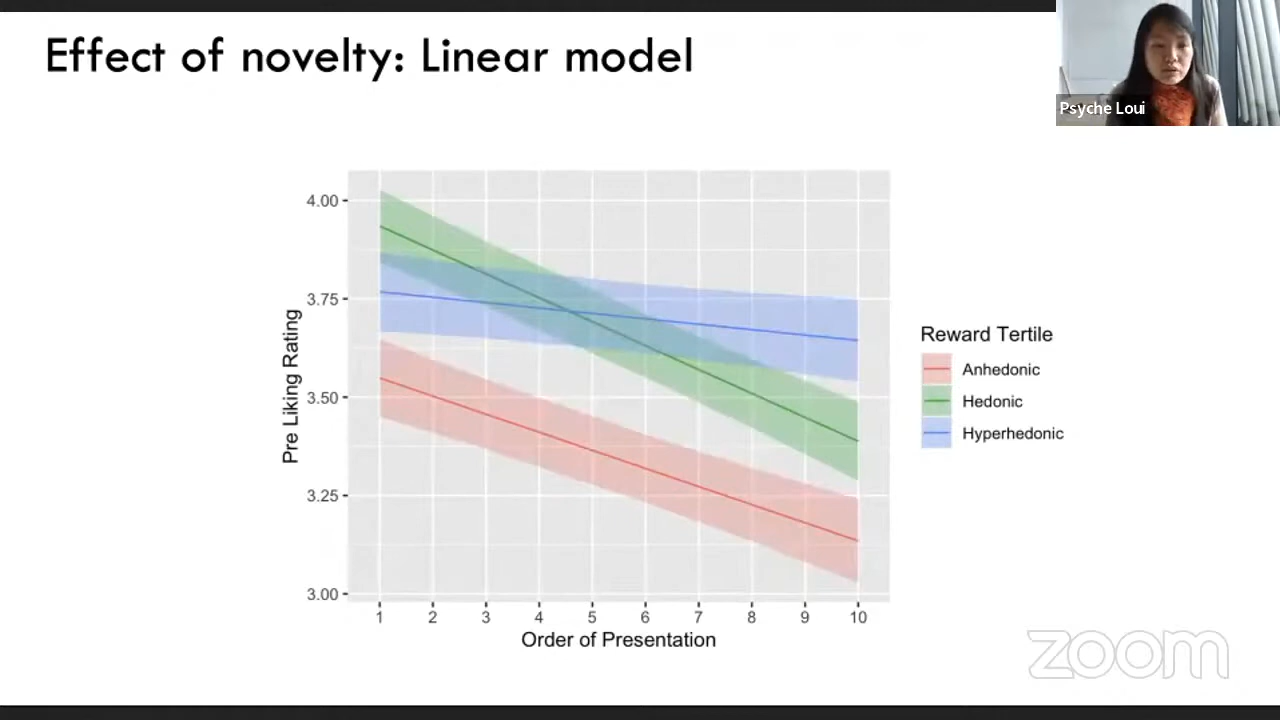 Effect of novelty: Linear model
Psyche Loui
4.00
3.75
3.50
3.25
3.00
Pre Liking Rating
1 2 3 4 5 6 7 8 9 10
Order of Presentation
Reward Tertile
Anhedonic
Hedonic
Hyperhedonic
zoom